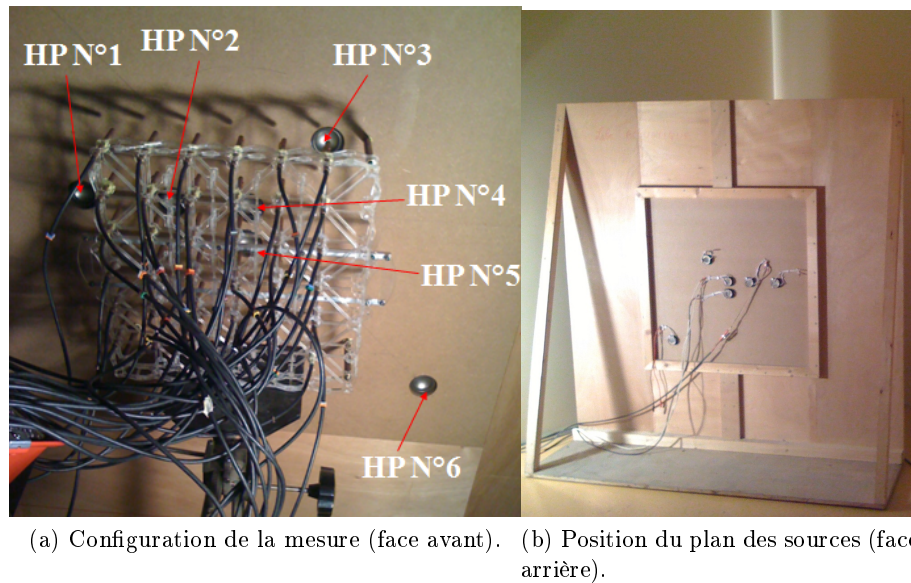 HP N°1
HP N°2
HP N°3
HP N°4
HP N°5
HP N°6
(a) Configuration de la mesure (face avant).
(b) Position du plan des sources (face
arrière).